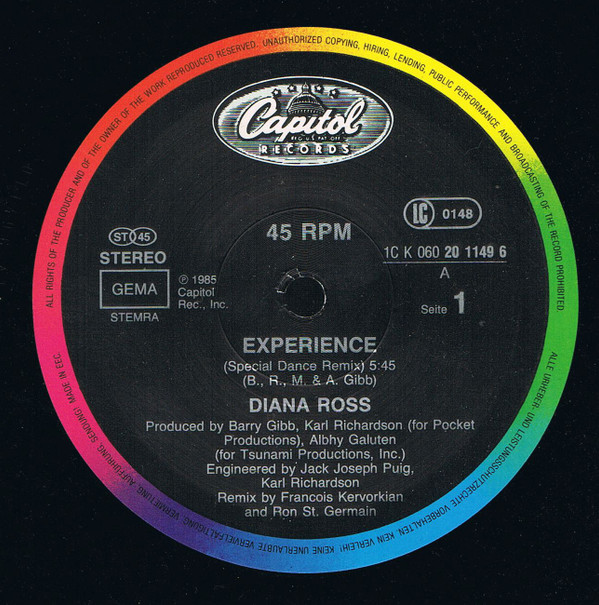 ALL RIGHTS OF THE PRODUCER AND OF THE OWNER OF THE WORK REPRODUCED RESERVED. UNAUTHORIZED COPYING, HIRING, LENDING, PUBLIC PERFORMANCE AND BROADCASTING OF THE RECORD PROHIBITED.
Capitol
REG. U.S. PAT. OFF.
RECORDS
45 RPM
LC 0148
ST 45
STEREO
GEMA
STEMRA
℗ 1985
Capitol
Rec., Inc.
1C K 060 20 1149 6
A
Seite 1
EXPERIENCE
(Special Dance Remix) 5:45
(B., R., M. & A. Gibb)
DIANA ROSS
Produced by Barry Gibb, Karl Richardson (for Pocket
Productions), Albhy Galuten
(for Tsunami Productions, Inc.)
Engineered by Jack Joseph Puig,
Karl Richardson
Remix by Francois Kervorkian
and Ron St. Germain
ALLE URHEBER- UND LEISTUNGSSCHUTZRECHTE VORBEHALTEN. KEIN VERLEIH! KEINE UNERLAUBTE VERVIELFÄLTIGUNG, VERMIETUNG, AUFFÜHRUNG, SENDUNG! MADE IN EEC.